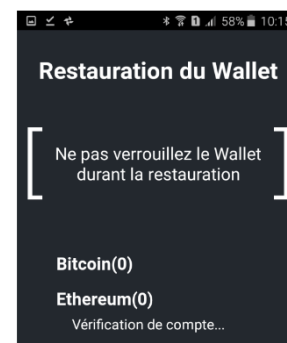 58% 10:15
Restauration du Wallet
Ne pas verrouillez le Wallet
durant la restauration
Bitcoin(0)
Ethereum(0)
Vérification de compte...